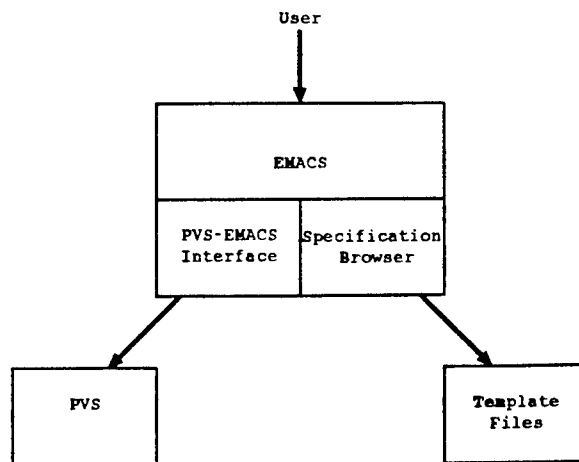 User
EMACS
PVS-EMACS
Interface
Specification
Browser
PVS
Template
Files